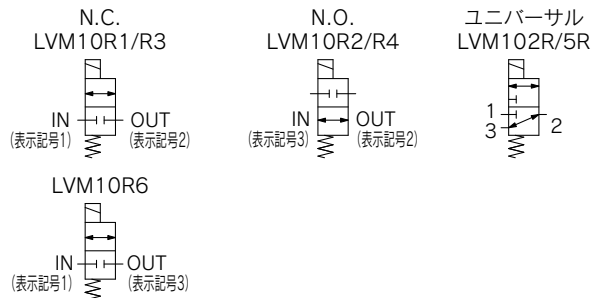 N.C.
LVM10R1/R3
IN
OUT
(表示記号1)
(表示記号2)
N.O.
LVM10R2/R4
IN
OUT
(表示記号3)
(表示記号2)
ユニバーサル
LVM102R/5R
1
3
2
LVM10R6
IN
OUT
(表示記号1)
(表示記号3)